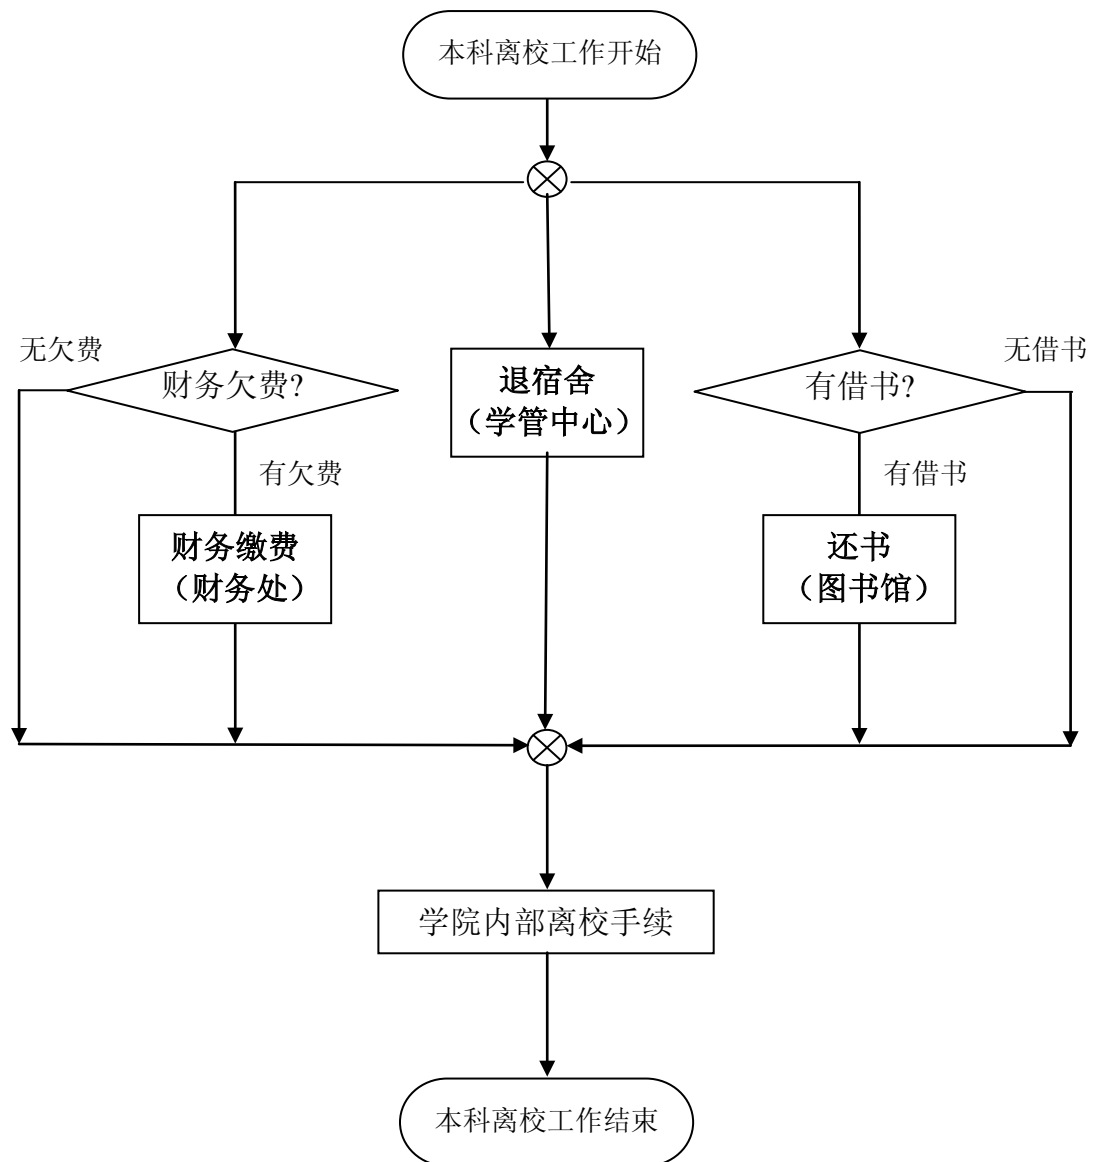 本科离校工作开始
无欠费
财务欠费?
退宿舍
（学管中心）
有借书?
无借书
有欠费
有借书
财务缴费
（财务处）
还书
（图书馆）
学院内部离校手续
本科离校工作结束